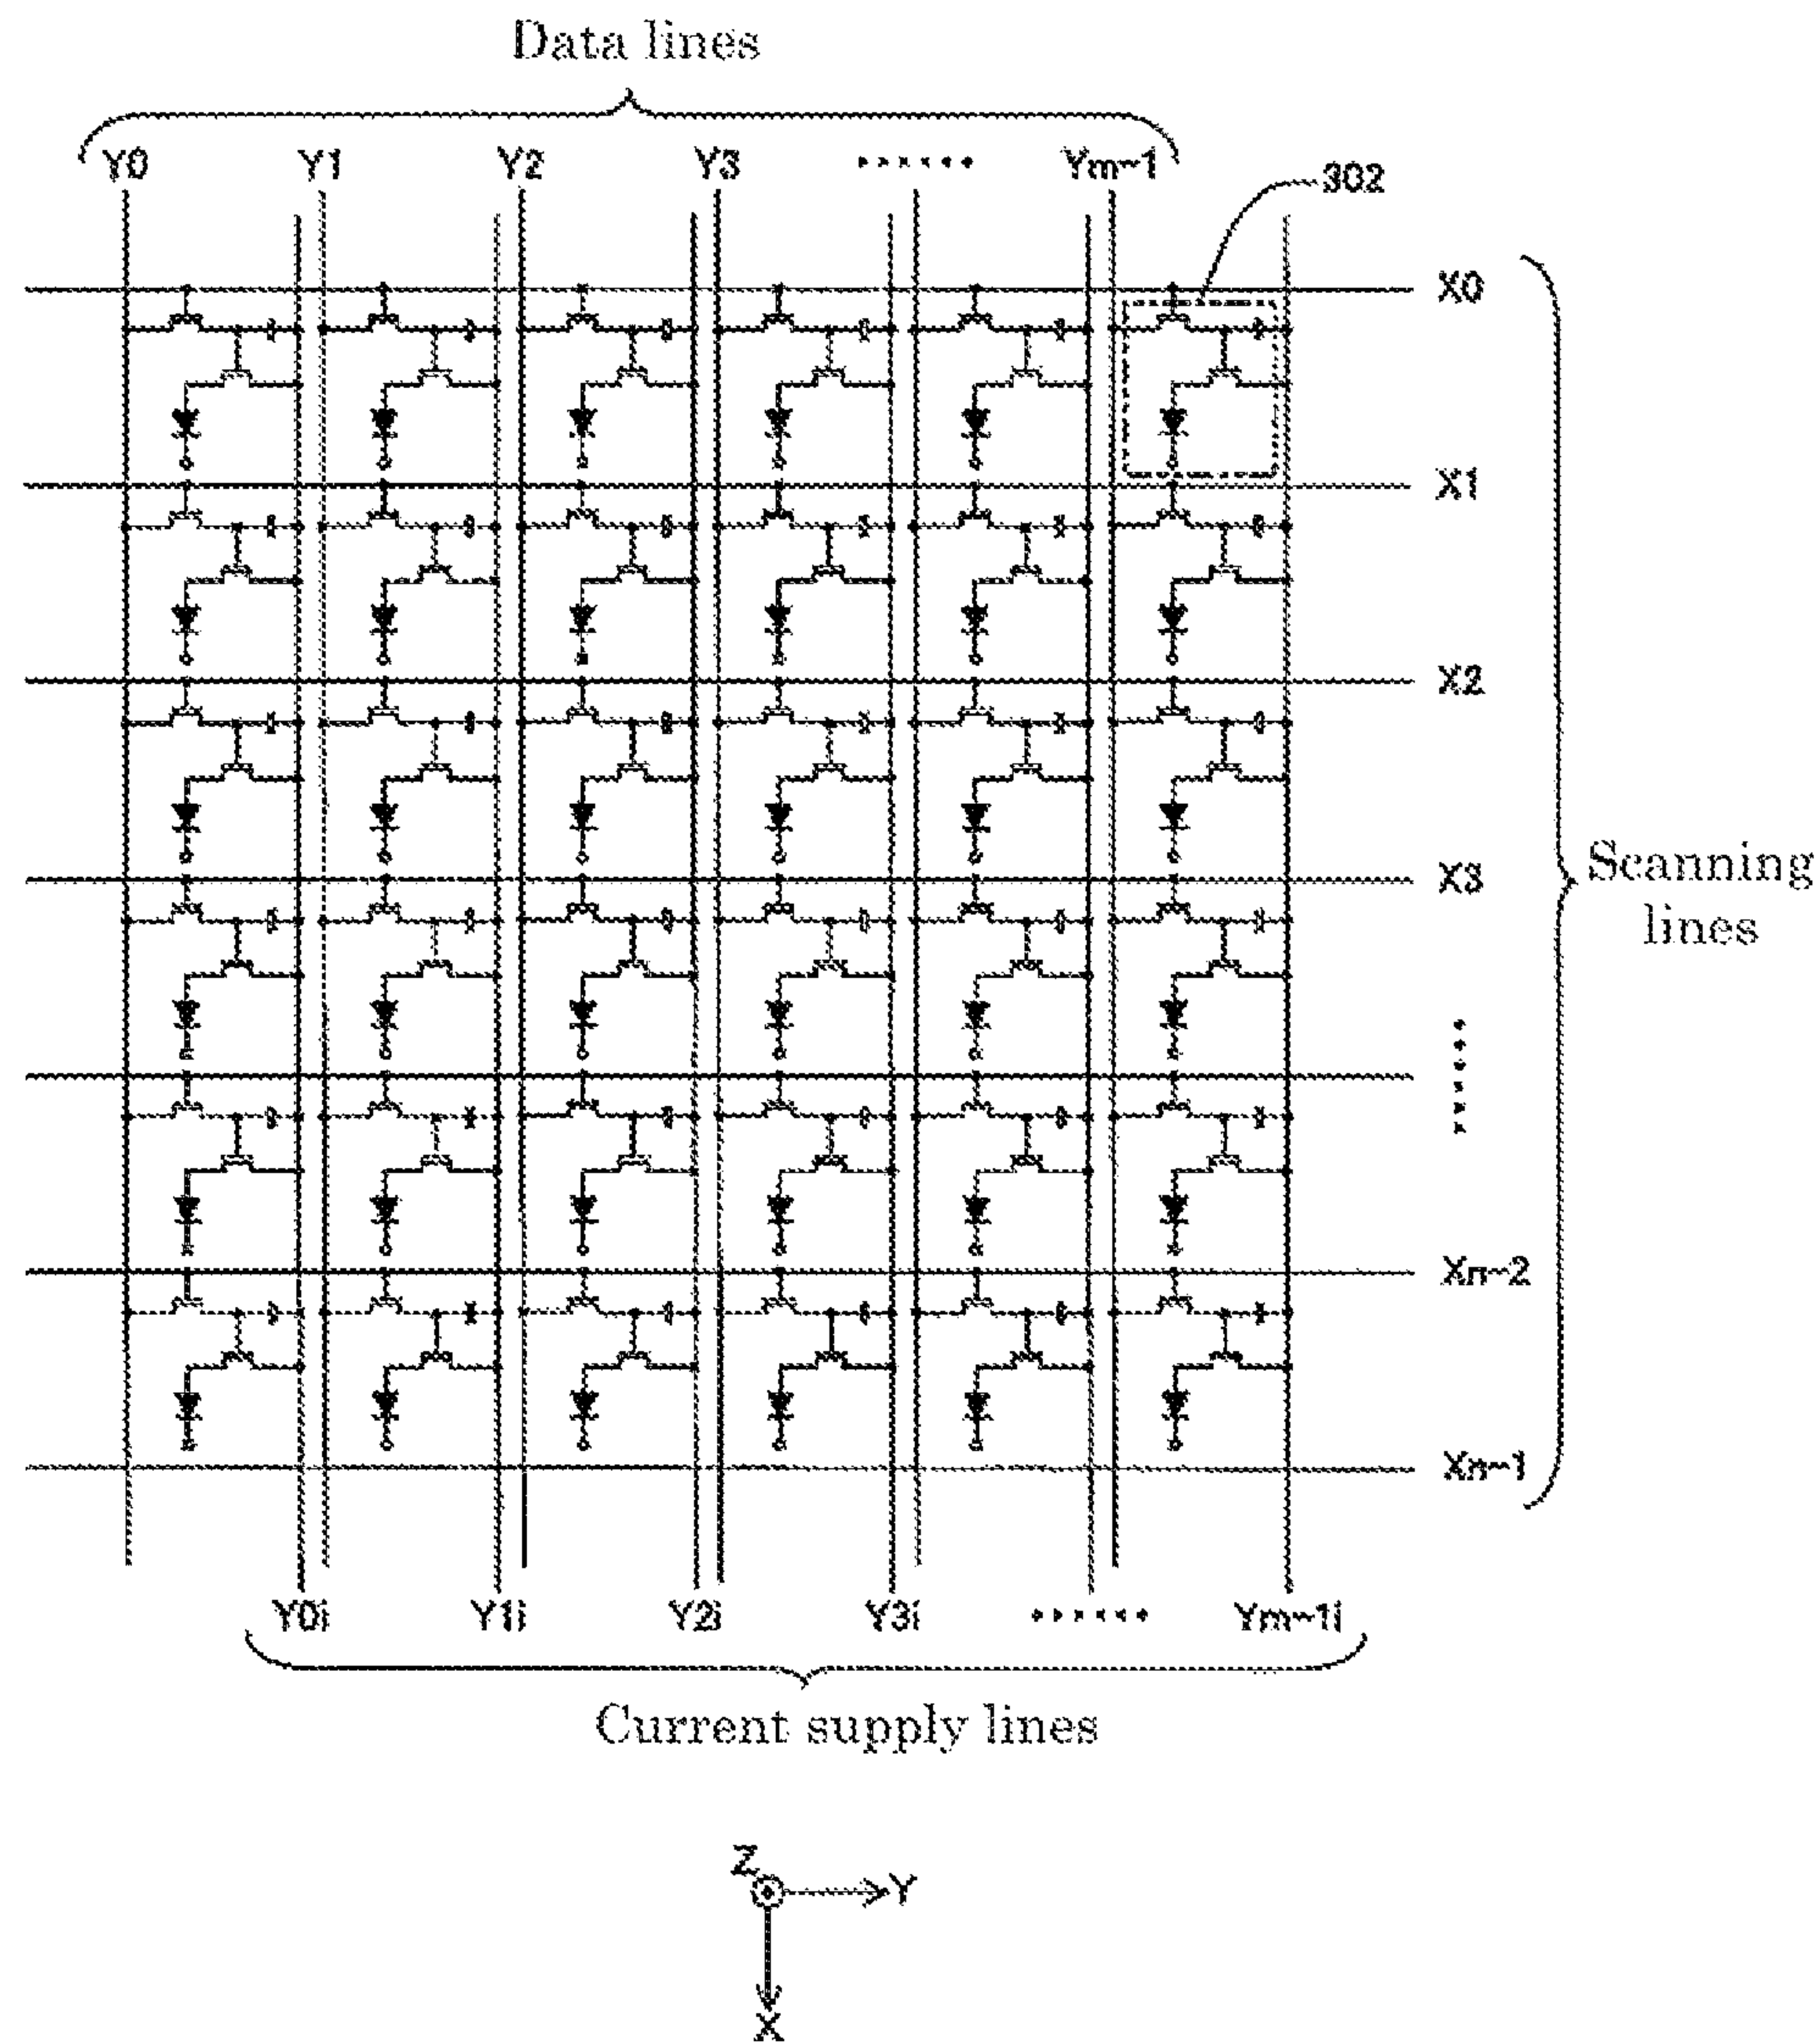 Data lines
Y0 Y1 Y2 Y3 ...... Ym-1
302
X0
X1
X2
X3
Scanning
lines
......
Xn-2
Xn-1
Y0i Y1i Y2i Y3i ...... Ym-1i
Current supply lines
Z
Y
X